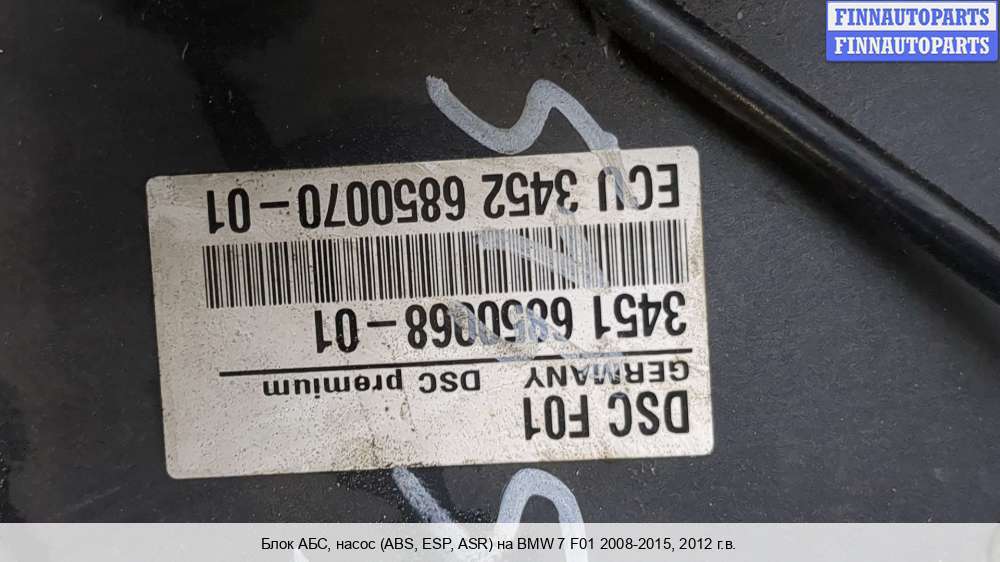 FINNAUTOPARTS
FINNAUTOPARTS
DSC F01
GERMANY DSC premium
3451 6850068-01
ECU 3452 6850070-01
Блок АБС, насос (ABS, ESP, ASR) на BMW 7 F01 2008-2015, 2012 г.в.